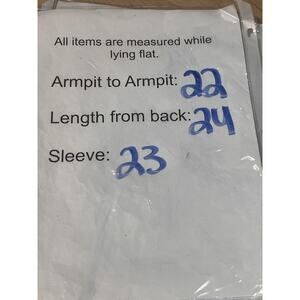 All items are measured while
lying flat.
Armpit to Armpit: 22
Length from back: 24
Sleeve: 23